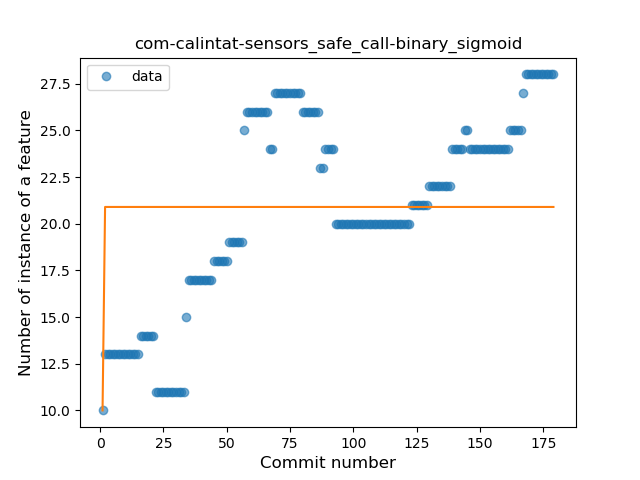 com-calintat-sensors_safe_call-binary_sigmoid
data
27.5
25.0
22.5
20.0
17.5
15.0
12.5
10.0
Number of instance of a feature
0 25 50 75 100 125 150 175
Commit number